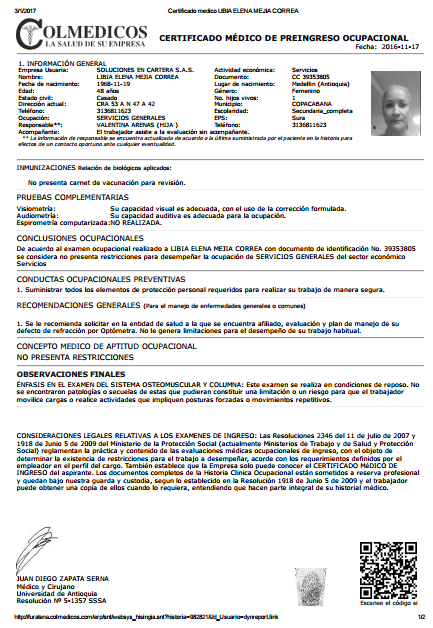 3/1/2017
Certificado medico LIBIA ELENA MEJIA CORREA
COLMEDICOS
LA SALUD DE SU EMPRESA
CERTIFICADO MÉDICO DE PREINGRESO OCUPACIONAL
Fecha: 2016-11-17
1. INFORMACIÓN GENERAL
Empresa Usuaria: SOLUCIONES EN CARTERA S.A.S. Actividad económica: Servicios
Nombre: LIBIA ELENA MEJIA CORREA Documento: CC 39353805
Fecha de nacimiento: 1968-11-19 Lugar de nacimiento: Medellin (Antioquia)
Edad: 48 años Género: Femenino
Estado civil: Casado No. hijos vivos: 1
Dirección actual: CRA 53 A N 47 A 42 Municipio: COPACABANA
Teléfono: 3136811623 Escolaridad: Secundaria_completa
Ocupación: SERVICIOS GENERALES EPS: Sura
Responsable**: VALENTINA ARENAS (HIJA ) Teléfono: 3136811623
Acompañante: El trabajador asiste a la evaluación sin acompañante.
** La información de responsable se encuentra actualizada de acuerdo a la última suministrada por el paciente en la historia para
efectos de un contacto oportuno ante cualquier eventualidad.
INMUNIZACIONES Relación de biológicos aplicados:
No presenta carnet de vacunación para revisión.
PRUEBAS COMPLEMENTARIAS
Visiometría: Su capacidad visual es adecuada, con el uso de la corrección formulada.
Audiometría: Su capacidad auditiva es adecuada para la ocupación.
Espirometría computarizada:NO REALIZADA.
CONCLUSIONES OCUPACIONALES
De acuerdo al examen ocupacional realizado a LIBIA ELENA MEJIA CORREA con documento de identificación No. 39353805
se considera no presenta restricciones para desempeñar la ocupación de SERVICIOS GENERALES del sector económico
Servicios
CONDUCTAS OCUPACIONALES PREVENTIVAS
1. Suministrar todos los elementos de protección personal requeridos para realizar su trabajo de manera segura.
RECOMENDACIONES GENERALES (Para el manejo de enfermedades generales o comunes)
1. Se le recomienda solicitar en la entidad de salud a la que se encuentra afiliado, evaluación y plan de manejo de su
defecto de refracción por Optómetra. No le genera limitaciones para el desempeño de su trabajo habitual.
CONCEPTO MEDICO DE APTITUD OCUPACIONAL
NO PRESENTA RESTRICCIONES
OBSERVACIONES FINALES
ÉNFASIS EN EL EXAMEN DEL SISTEMA OSTEOMUSCULAR Y COLUMNA: Este examen se realiza en condiciones de reposo. No
se encontraron patologías o secuelas de estas que pudieran constituir una limitación o un riesgo para que el trabajador
movilice cargas o realice actividades que impliquen posturas forzadas o movimientos repetitivos.
CONSIDERACIONES LEGALES RELATIVAS A LOS EXAMENES DE INGRESO: Las Resoluciones 2346 del 11 de julio de 2007 y
1918 de Junio 5 de 2009 del Ministerio de la Protección Social (actualmente Ministerios de Trabajo y de Salud y Protección
Social) reglamentan la práctica y contenido de las evaluaciones médicas ocupacionales de ingreso, con el objeto de
determinar la existencia de restricciones para el trabajo a desempeñar, acorde con los requerimientos definidos por el
empleador en el perfil del cargo. También establece que la Empresa solo puede conocer el CERTIFICADO MÉDICO DE
INGRESO del aspirante. Los documentos completos de la Historia Clínica Ocupacional están sometidos a reserva profesional
y quedan bajo nuestra guarda y custodia, según lo establecido en la Resolución 1918 de Junio 5 de 2009 y el trabajador
puede obtener una copia de ellos cuando lo requiera, entendiendo que hacen parte integral de su historial médico.
JUAN DIEGO ZAPATA SERNA
Médico y Cirujano
Universidad de Antioquia
Resolución Nº 5-1357 SSSA
Escanee el codigo si
http://furatena.colmedicos.com/erp/snt/websys_hisingia.snt?historia=982821&Id_Usuario=dynreport.link
1/2